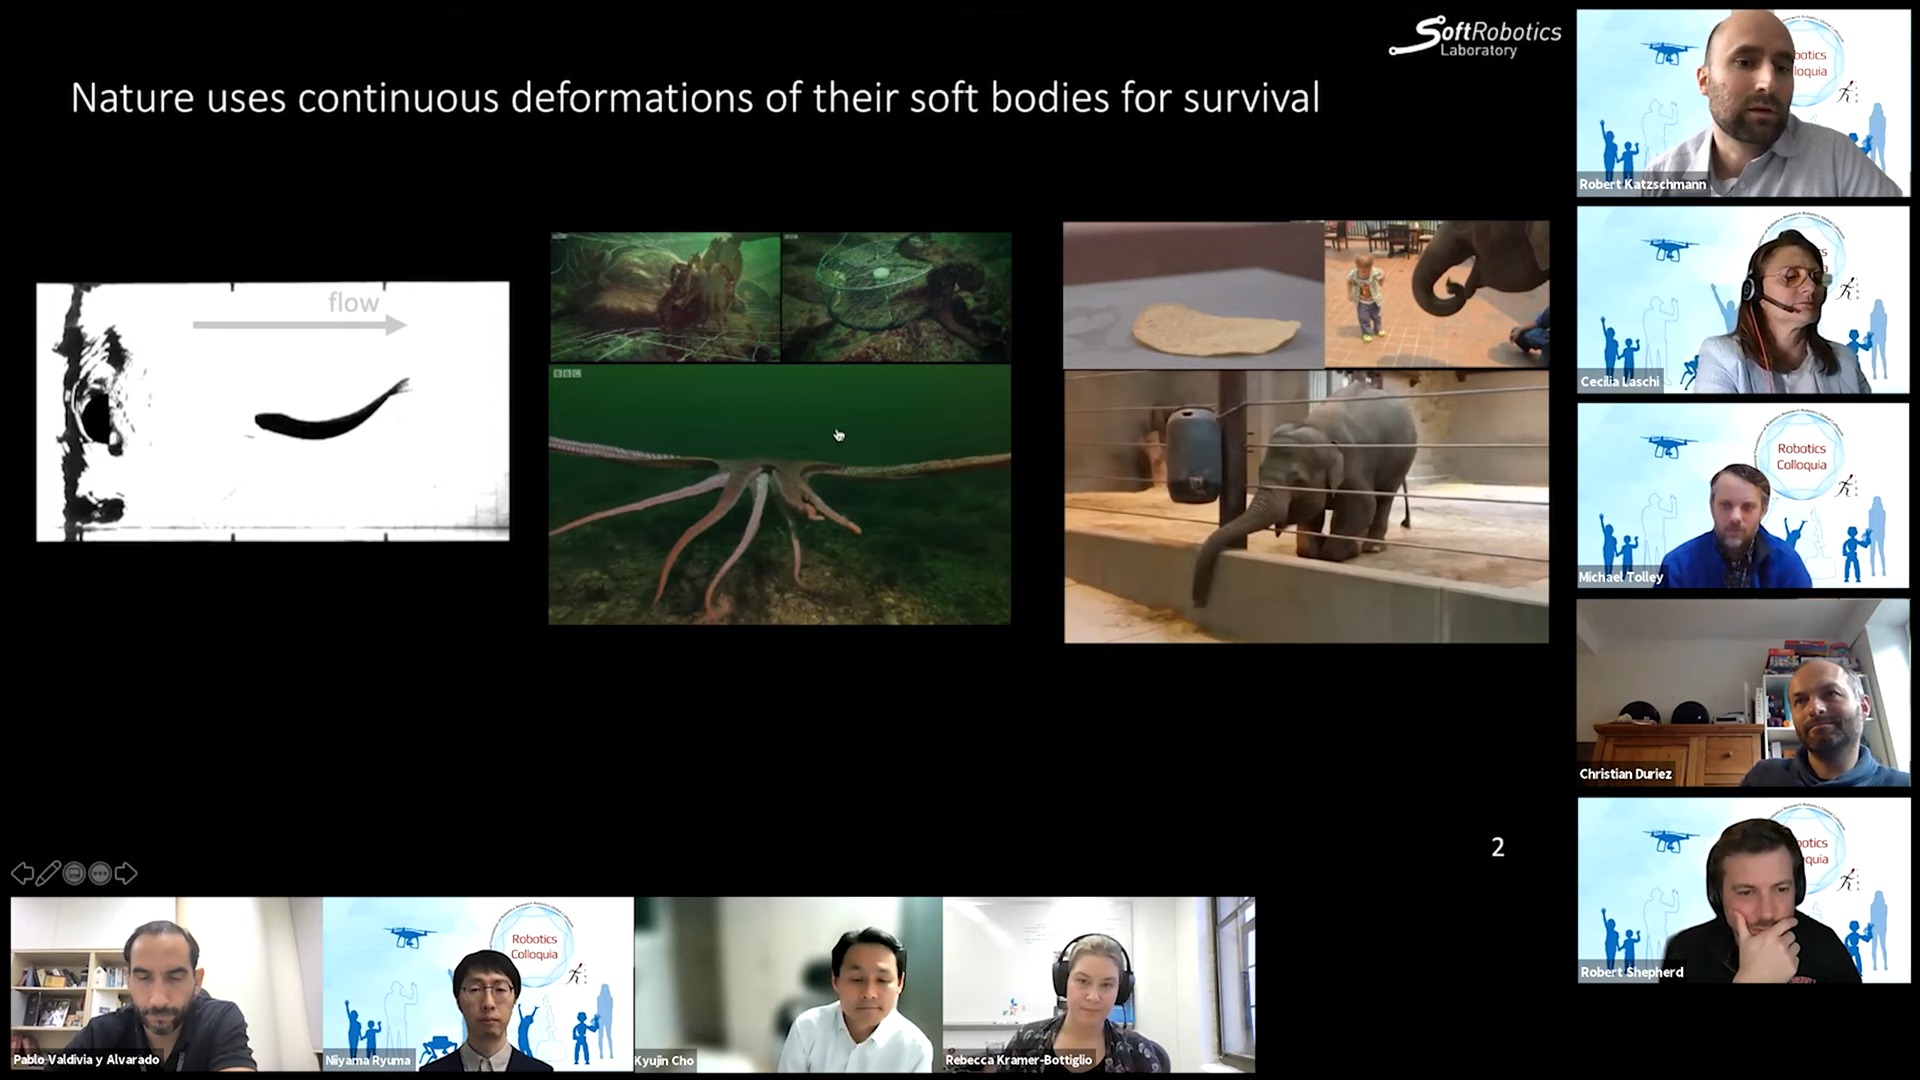 SoftRobotics
Laboratory
Nature uses continuous deformations of their soft bodies for survival
flow
BBC
2
Robert Katzschmann
Cecilia Laschi
Robotics
Colloquia
Michael Tolley
Christian Duriez
Robert Shepherd
Pablo Valdivia y Alvarado
Robotics
Colloquia
Niiyama Ryuma
Kyujin Cho
Rebecca Kramer-Bottiglio